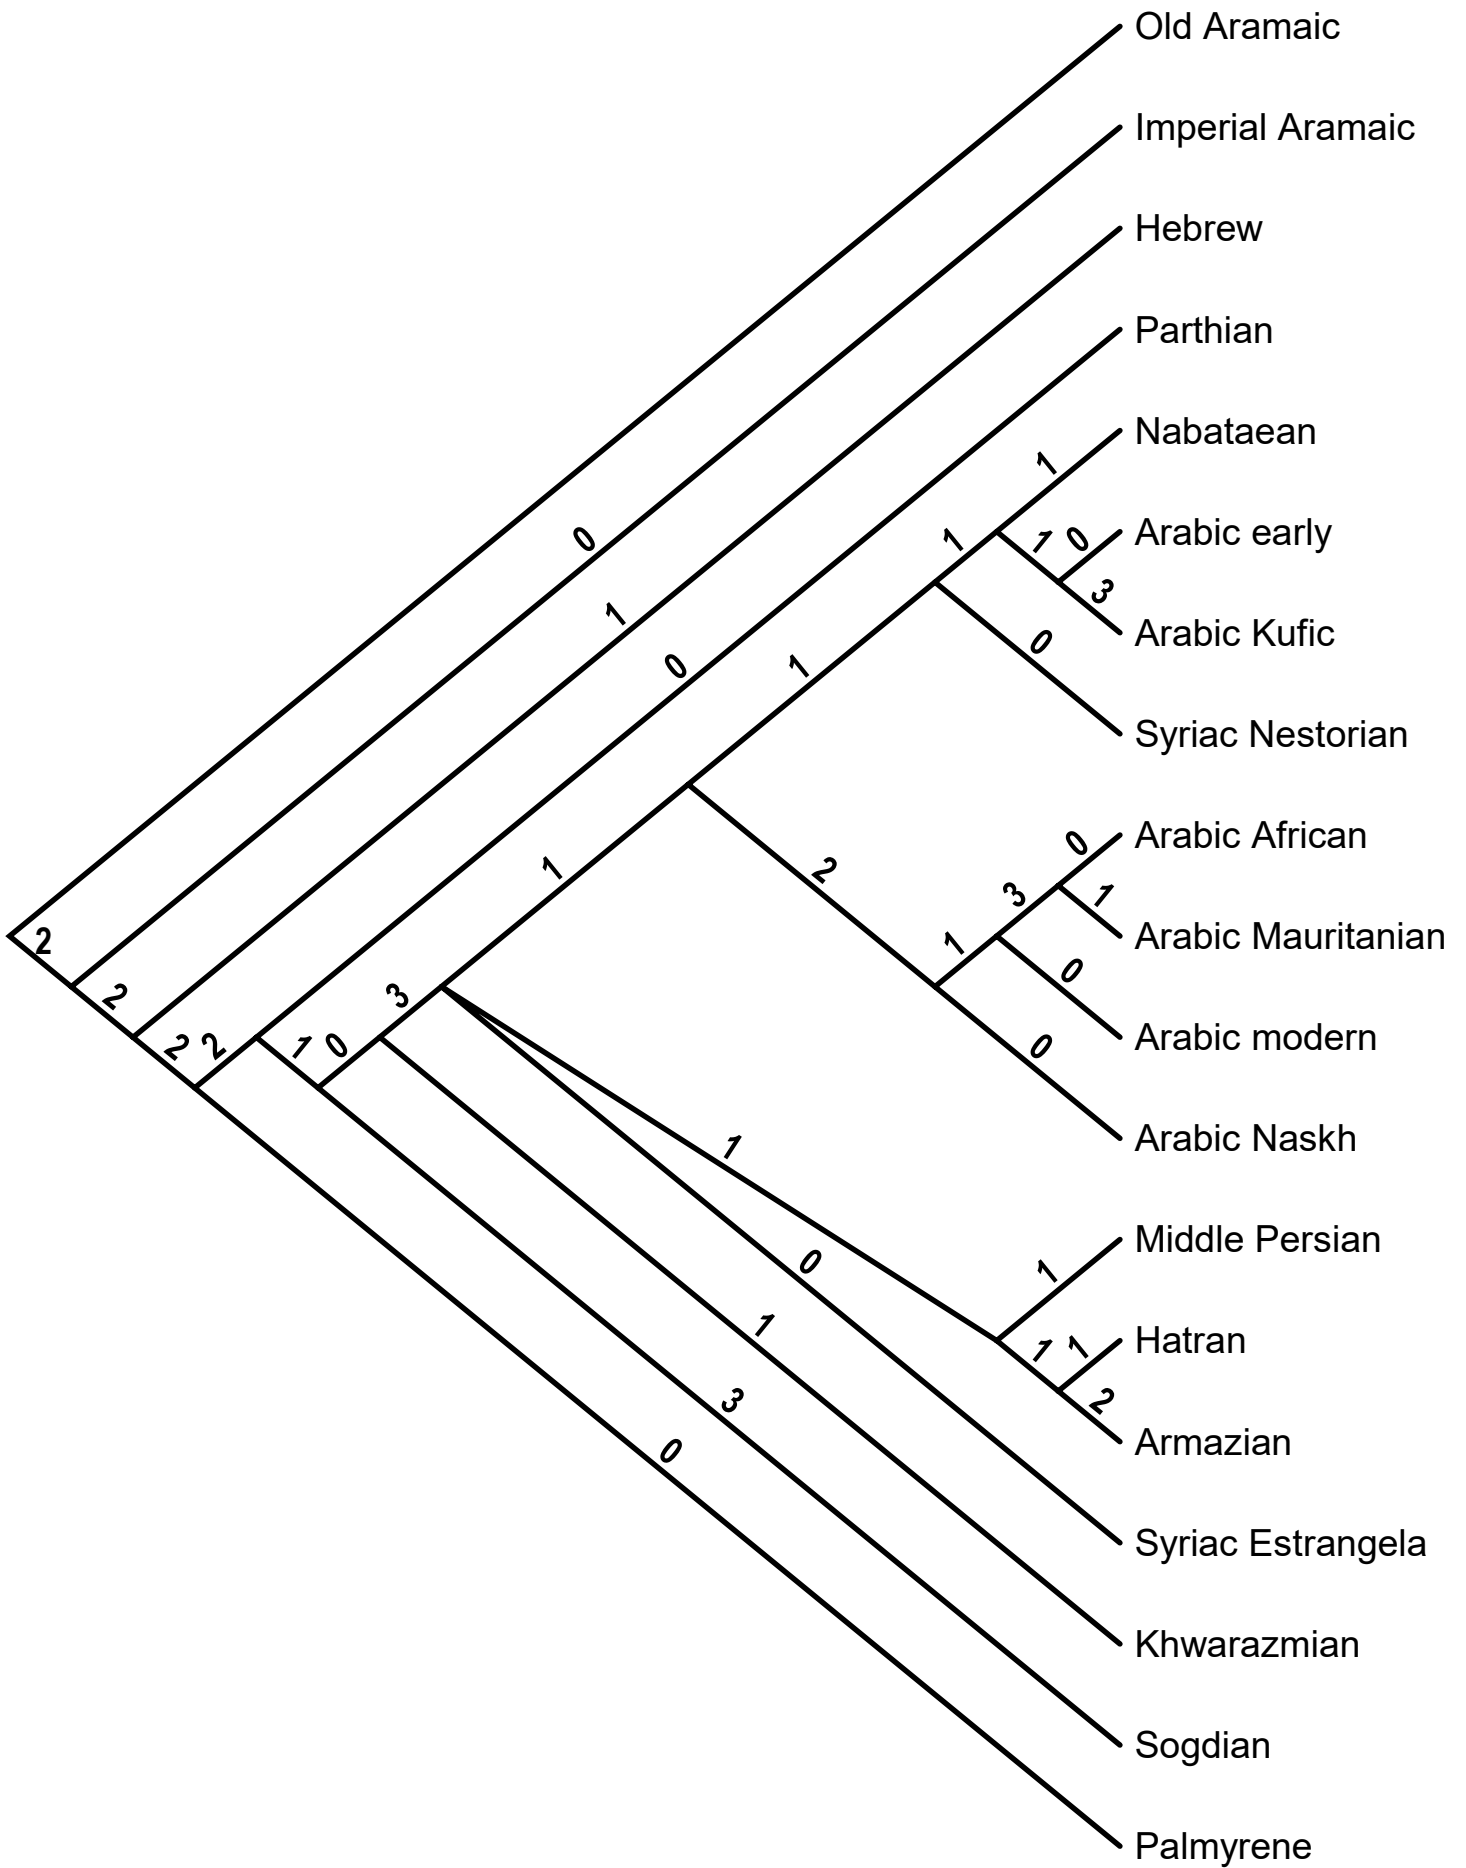 Old Aramaic
Imperial Aramaic
Hebrew
Parthian
Nabataean
1
0
1
1 0
Arabic early
3
1
Arabic Kufic
0
0
1
Syriac Nestorian
0
Arabic African
2
1
3
1
Arabic Mauritanian
2
1
0
2
3
Arabic modern
2 2
1 0
0
Arabic Naskh
1
Middle Persian
0
1
1
Hatran
1 1
3
2
0
Armazian
Syriac Estrangela
Khwarazmian
Sogdian
Palmyrene